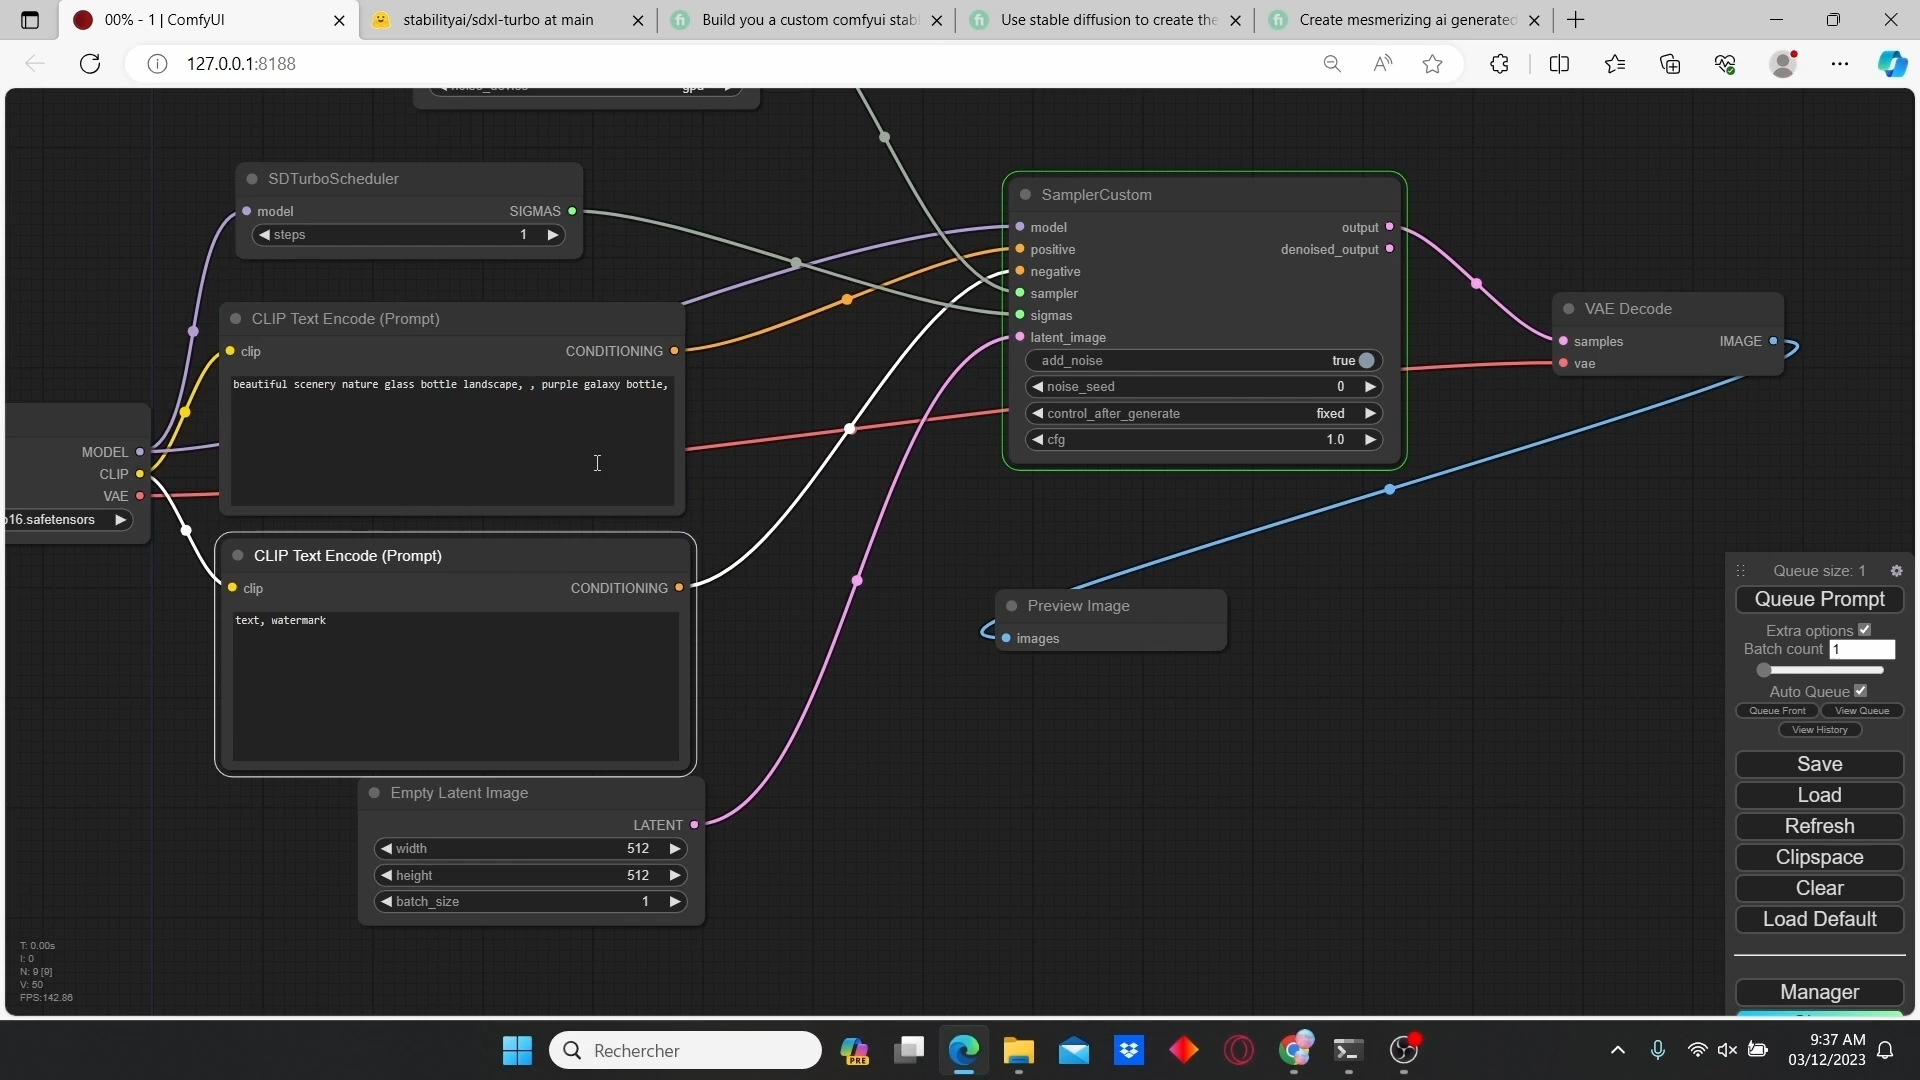 00% - 1 | ComfyUI
stabilityai/sdxl-turbo at main
Build you a custom comfyui stabl
Use stable diffusion to create the
Create mesmerizing ai generated
127.0.0.1:8188
gpu
SDTurboScheduler
model
SIGMAS
steps
1
CLIP Text Encode (Prompt)
clip
CONDITIONING
beautiful scenery nature glass bottle landscape, , purple galaxy bottle,
MODEL
CLIP
VAE
p16.safetensors
CLIP Text Encode (Prompt)
clip
CONDITIONING
text, watermark
Empty Latent Image
LATENT
width
512
height
512
batch_size
1
SamplerCustom
model
output
positive
denoised_output
negative
sampler
sigmas
latent_image
add_noise
true
noise_seed
0
control_after_generate
fixed
cfg
1.0
VAE Decode
samples
IMAGE
vae
Preview Image
images
Queue size: 1
Queue Prompt
Extra options
Batch count
1
Auto Queue
Queue Front
View Queue
View History
Save
Load
Refresh
Clipspace
Clear
Load Default
Manager
T: 0.00s
I: 0
N: 9 [9]
V: 50
FPS:142.86
Rechercher
PRE
9:37 AM
03/12/2023